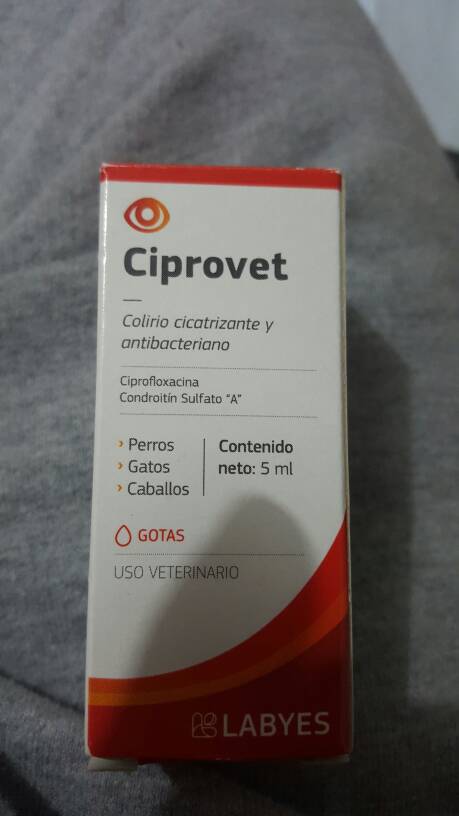 Ciprovet
Colirio cicatrizante y
antibacteriano
Ciprofloxacina
Condroitín Sulfato "A"
› Perros
› Gatos
› Caballos
Contenido
neto: 5 ml
GOTAS
USO VETERINARIO
LABYES